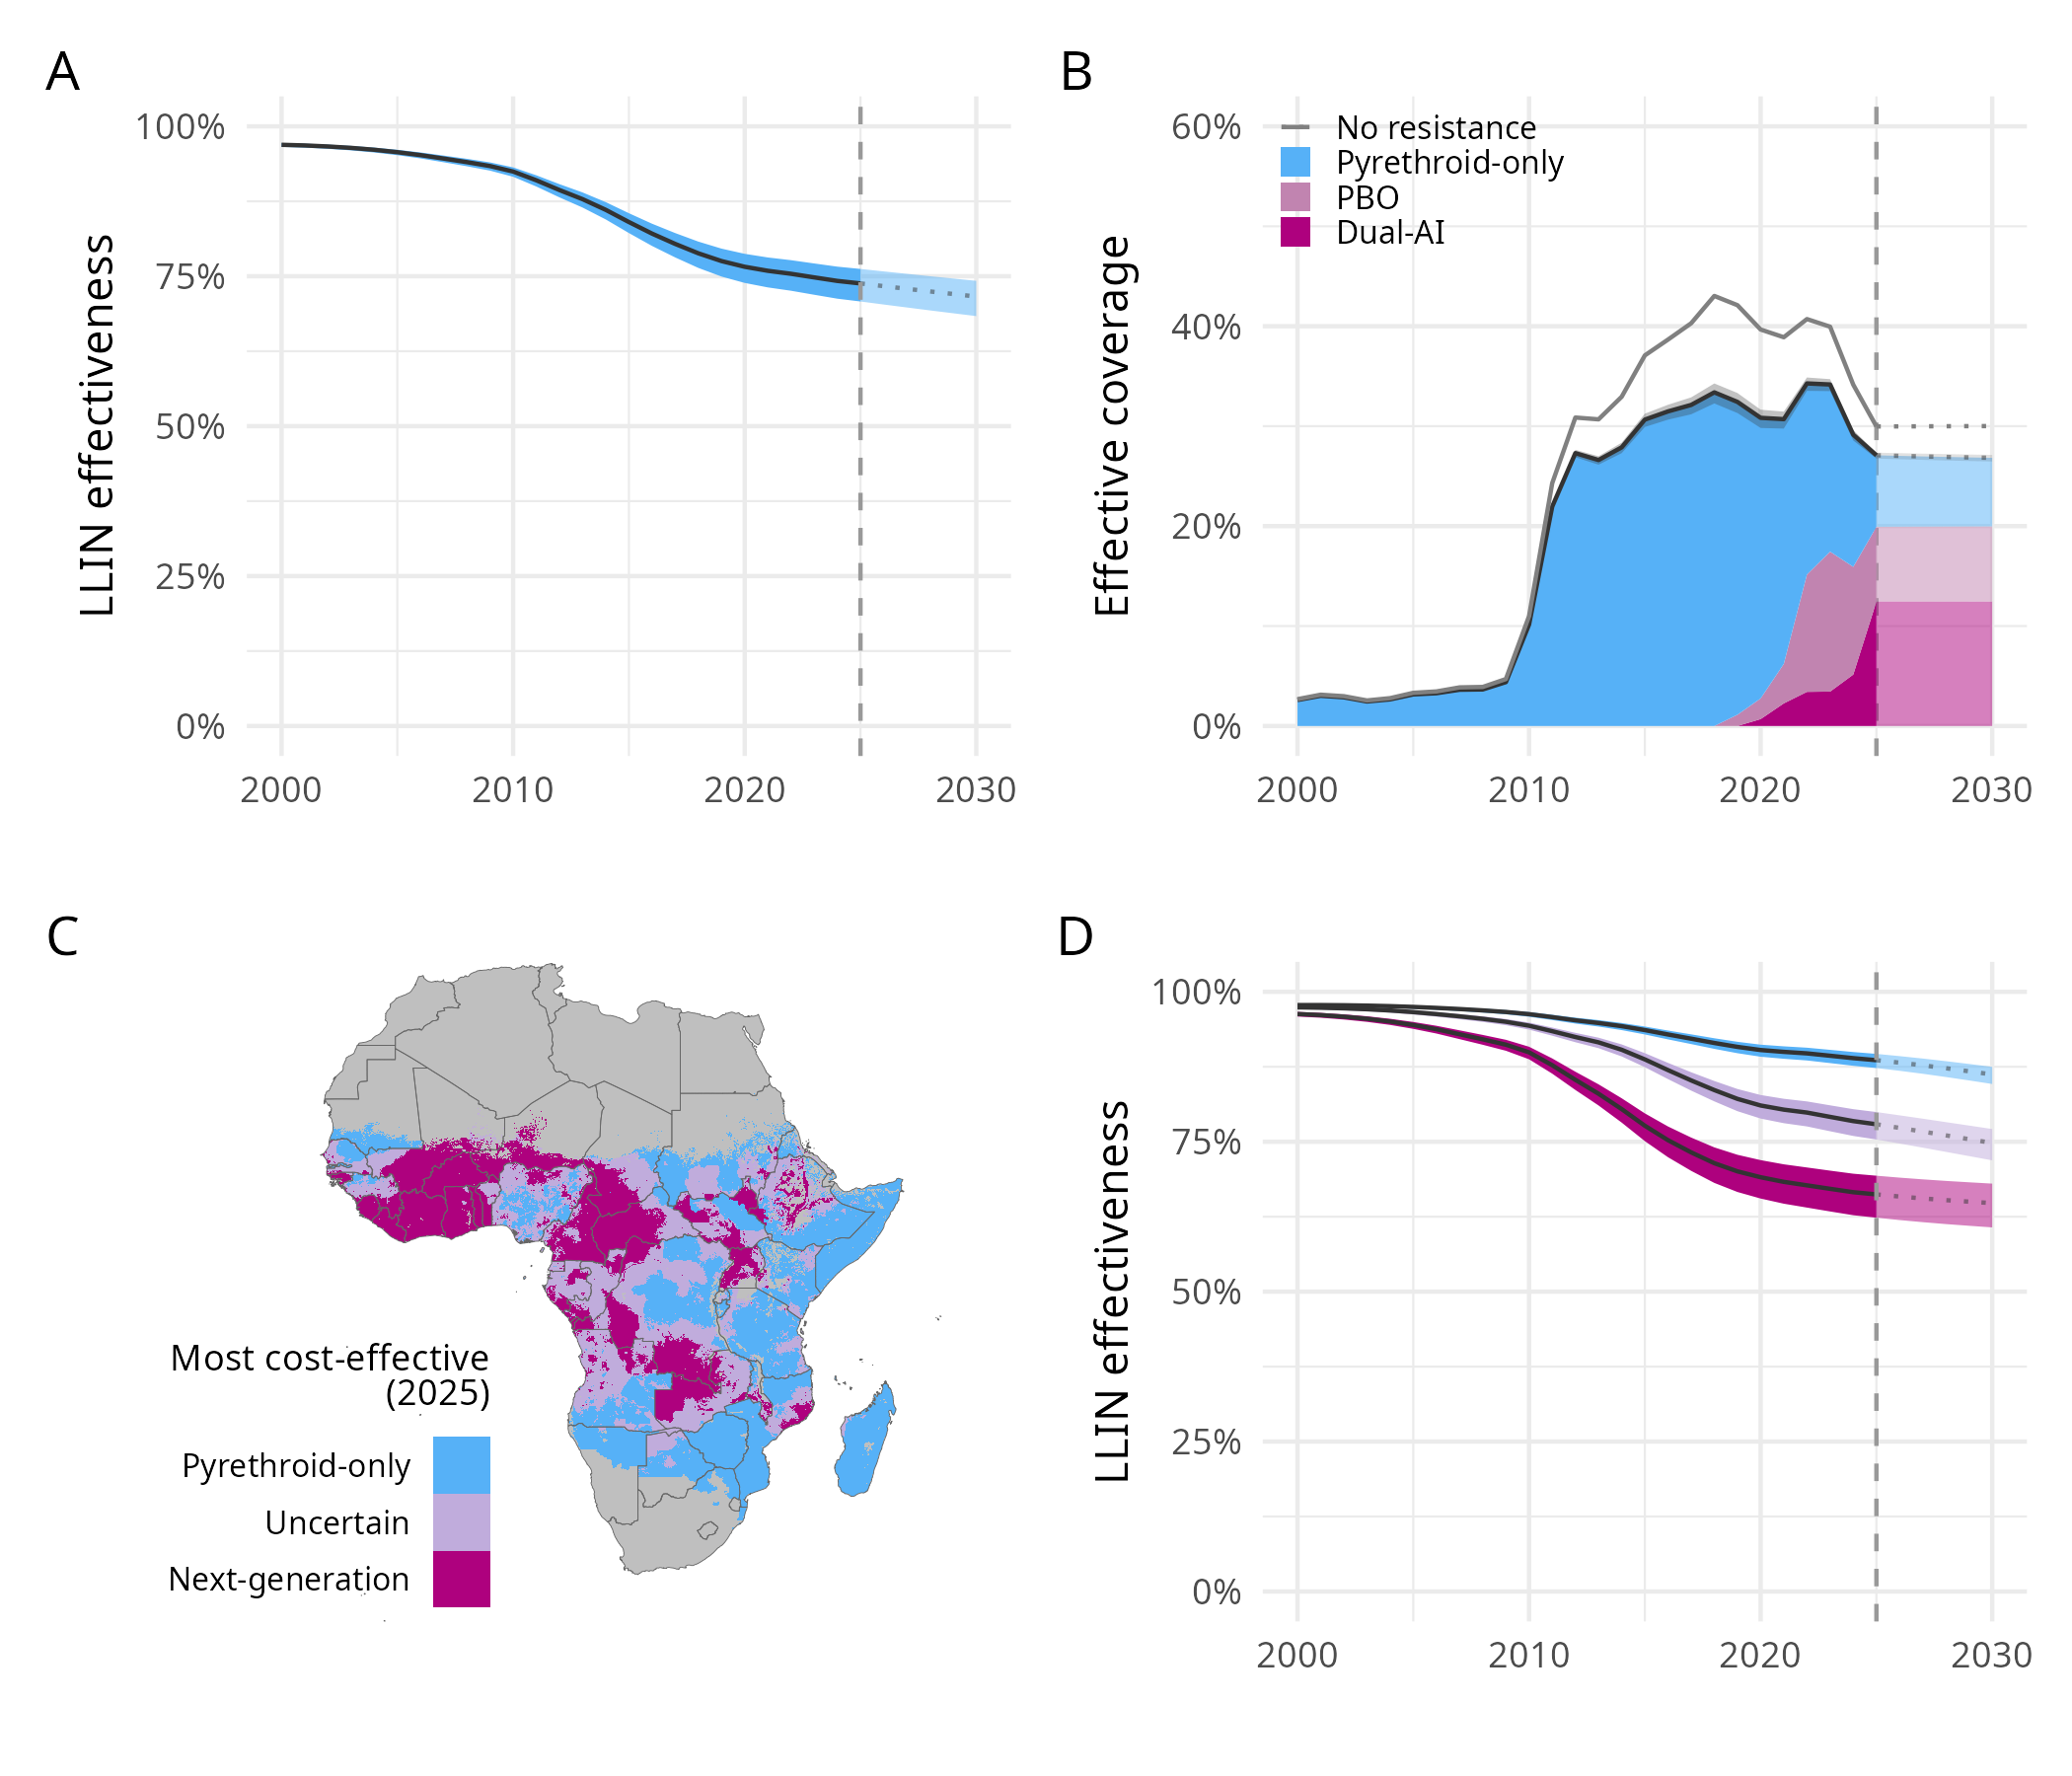 A
100%
75%
50%
25%
0%
LLIN effectiveness
2000 2010 2020 2030
B
60%
40%
20%
0%
Effective coverage
No resistance
Pyrethroid-only
PBO
Dual-AI
2000 2010 2020 2030
C
Most cost-effective
(2025)
Pyrethroid-only
Uncertain
Next-generation
D
100%
75%
50%
25%
0%
LLIN effectiveness
2000 2010 2020 2030